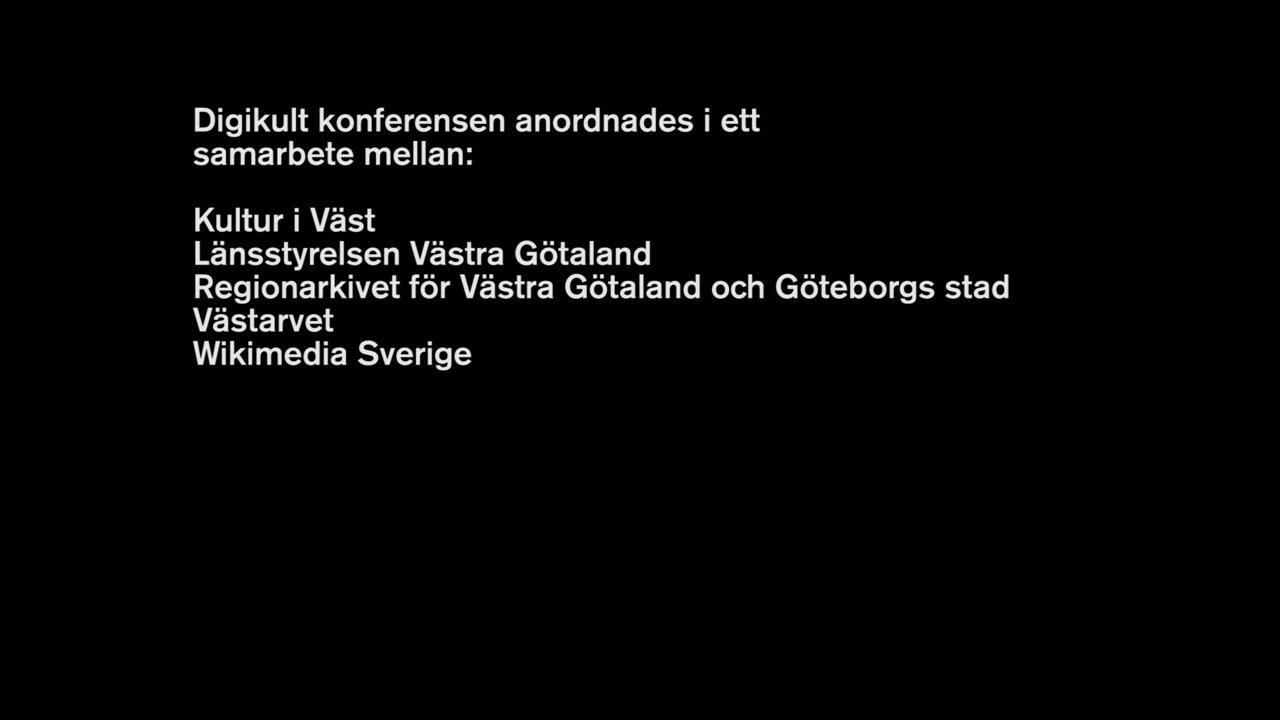 Digikult konferensen anordnades i ett
samarbete mellan:
Kultur i Väst
Länsstyrelsen Västra Götaland
Regionarkivet för Västra Götaland och Göteborgs stad
Västarvet
Wikimedia Sverige